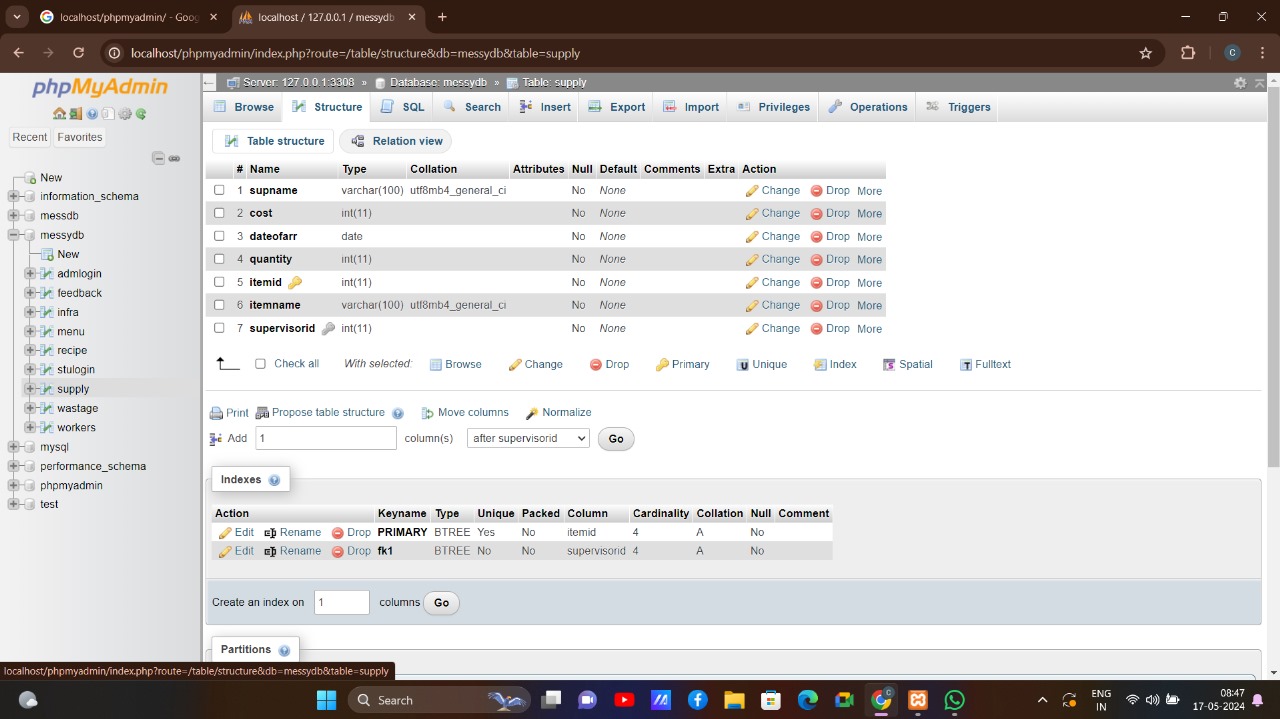 localhost/phpmyadmin/ - Goog
localhost / 127.0.0.1 / messydb
localhost/phpmyadmin/index.php?route=/table/structure&db=messydb&table=supply
C
phpMyAdmin
Recent Favorites
New
information_schema
messdb
messydb
New
admlogin
feedback
infra
menu
recipe
stulogin
supply
wastage
workers
mysql
performance_schema
phpmyadmin
test
Server: 127.0.0.1:3308 » Database: messydb » Table: supply
Browse Structure SQL Search Insert Export Import Privileges Operations Triggers
Table structure Relation view
# Name Type Collation Attributes Null Default Comments Extra Action
1 supname varchar(100) utf8mb4_general_ci No None Change Drop More
2 cost int(11) No None Change Drop More
3 dateofarr date No None Change Drop More
4 quantity int(11) No None Change Drop More
5 itemid int(11) No None Change Drop More
6 itemname varchar(100) utf8mb4_general_ci No None Change Drop More
7 supervisorid int(11) No None Change Drop More
Check all With selected: Browse Change Drop Primary U Unique Index S Spatial T Fulltext
Print Propose table structure Move columns Normalize
Add 1 column(s) after supervisorid Go
Indexes
Action Keyname Type Unique Packed Column Cardinality Collation Null Comment
Edit Rename Drop PRIMARY BTREE Yes No itemid 4 A No
Edit Rename Drop fk1 BTREE No No supervisorid 4 A No
Create an index on 1 columns Go
Partitions
localhost/phpmyadmin/index.php?route=/table/structure&db=messydb&table=supply
Search
ENG
IN
08:47
17-05-2024